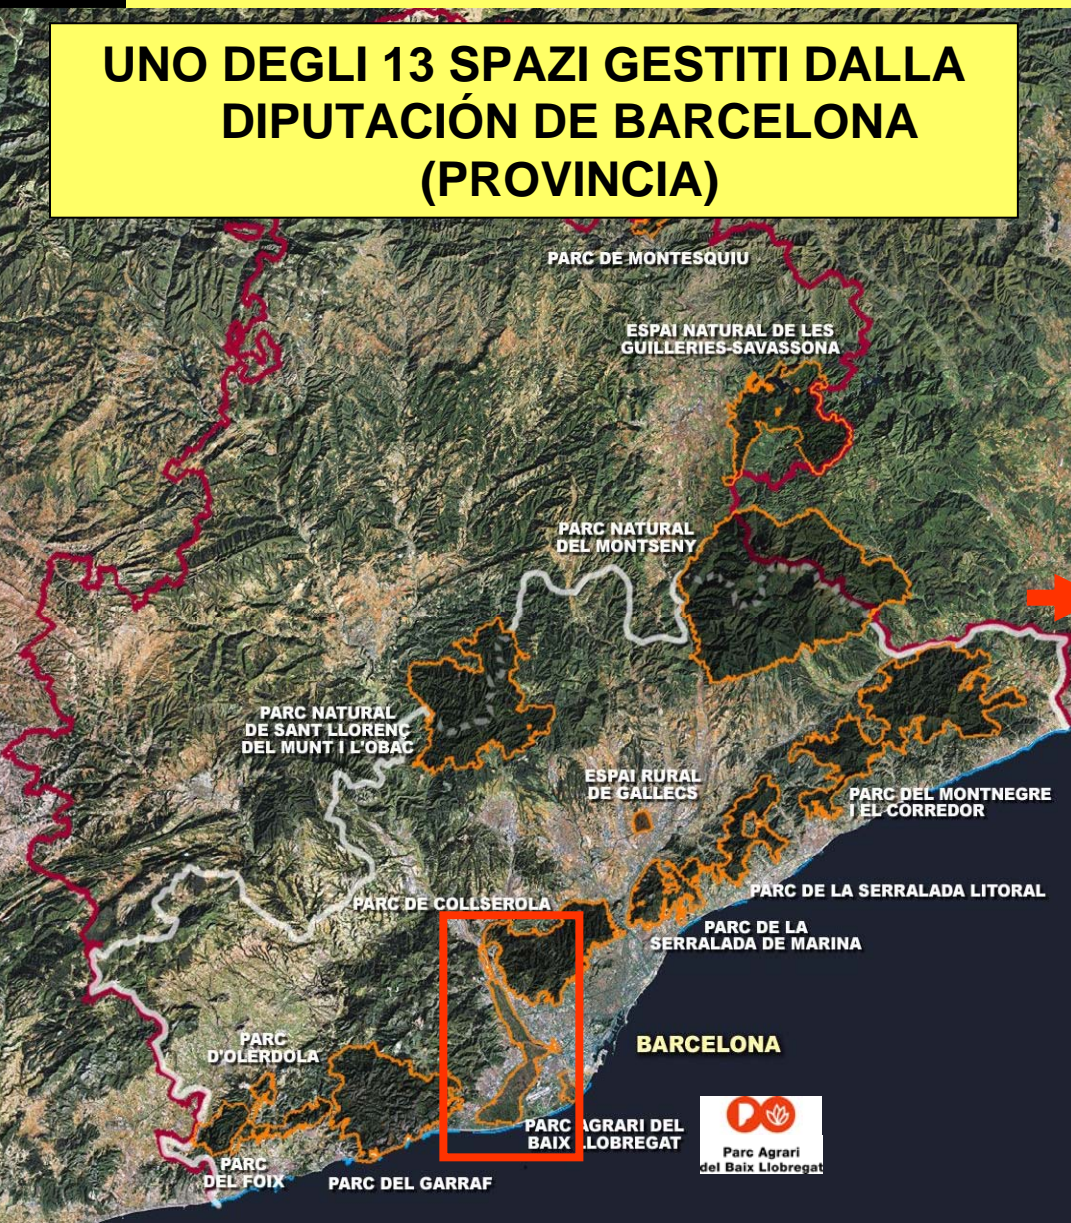 UNO DEGLI 13 SPAZI GESTITI DALLA
DIPUTACIÓN DE BARCELONA
(PROVINCIA)
PARC DE MONTESQUIU
ESPAI NATURAL DE LES
GUILLERIES-SAVASSONA
PARC NATURAL
DEL MONTSENY
PARC NATURAL
DE SANT LLORENÇ
DEL MUNT I L'OBAC
ESPAI RURAL
DE GALLECS
PARC DEL MONTNEGRE
I EL CORREDOR
PARC DE LA SERRALADA LITORAL
PARC DE COLLSEROLA
PARC DE LA
SERRALADA DE MARINA
PARC
D'OLERDOLA
BARCELONA
PARC AGRARI DEL
BAIX LLOBREGAT
Parc Agrari
del Baix Llobregat
PARC
DEL FOIX
PARC DEL GARRAF